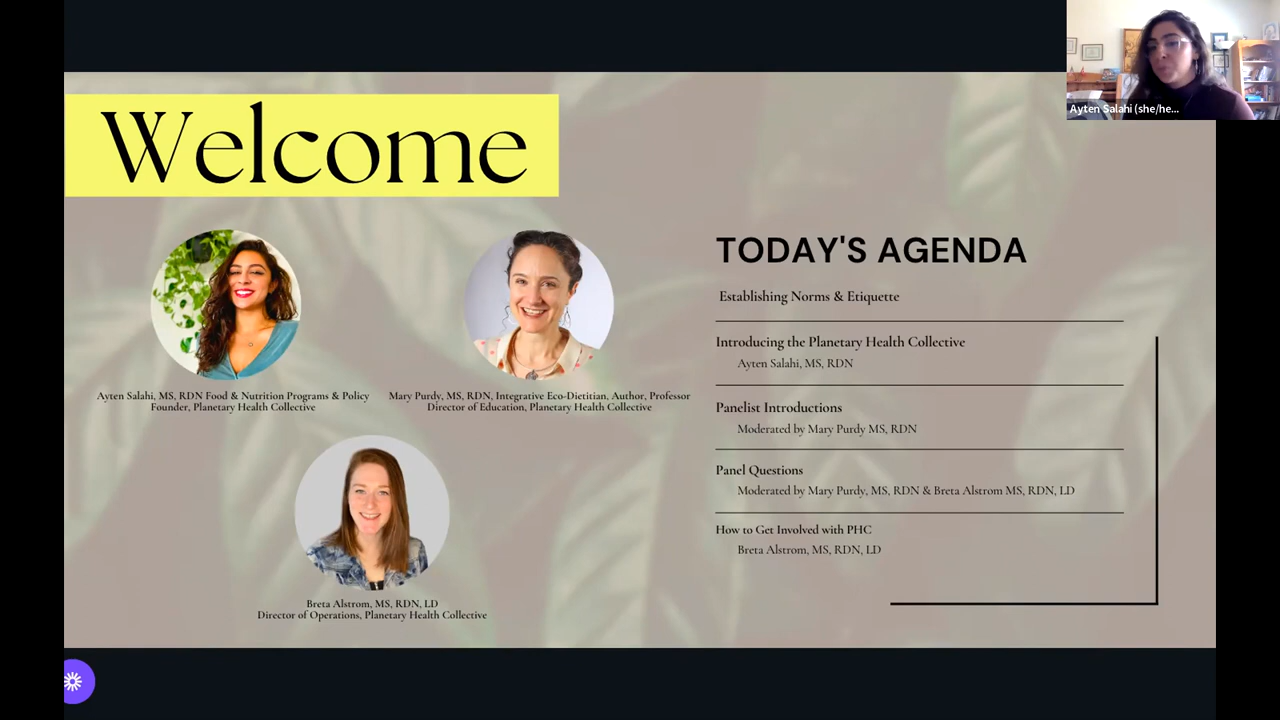 Welcome
Ayten Salahi, MS, RDN Food & Nutrition Programs & Policy
Founder, Planetary Health Collective
Mary Purdy, MS, RDN, Integrative Eco-Dietitian, Author, Professor
Director of Education, Planetary Health Collective
Breta Alstrom, MS, RDN, LD
Director of Operations, Planetary Health Collective
TODAY'S AGENDA
Establishing Norms & Etiquette
Introducing the Planetary Health Collective
Ayten Salahi, MS, RDN
Panelist Introductions
Moderated by Mary Purdy MS, RDN
Panel Questions
Moderated by Mary Purdy, MS, RDN & Breta Alstrom MS, RDN, LD
How to Get Involved with PHC
Breta Alstrom, MS, RDN, LD
Ayten Salahi (she/he...